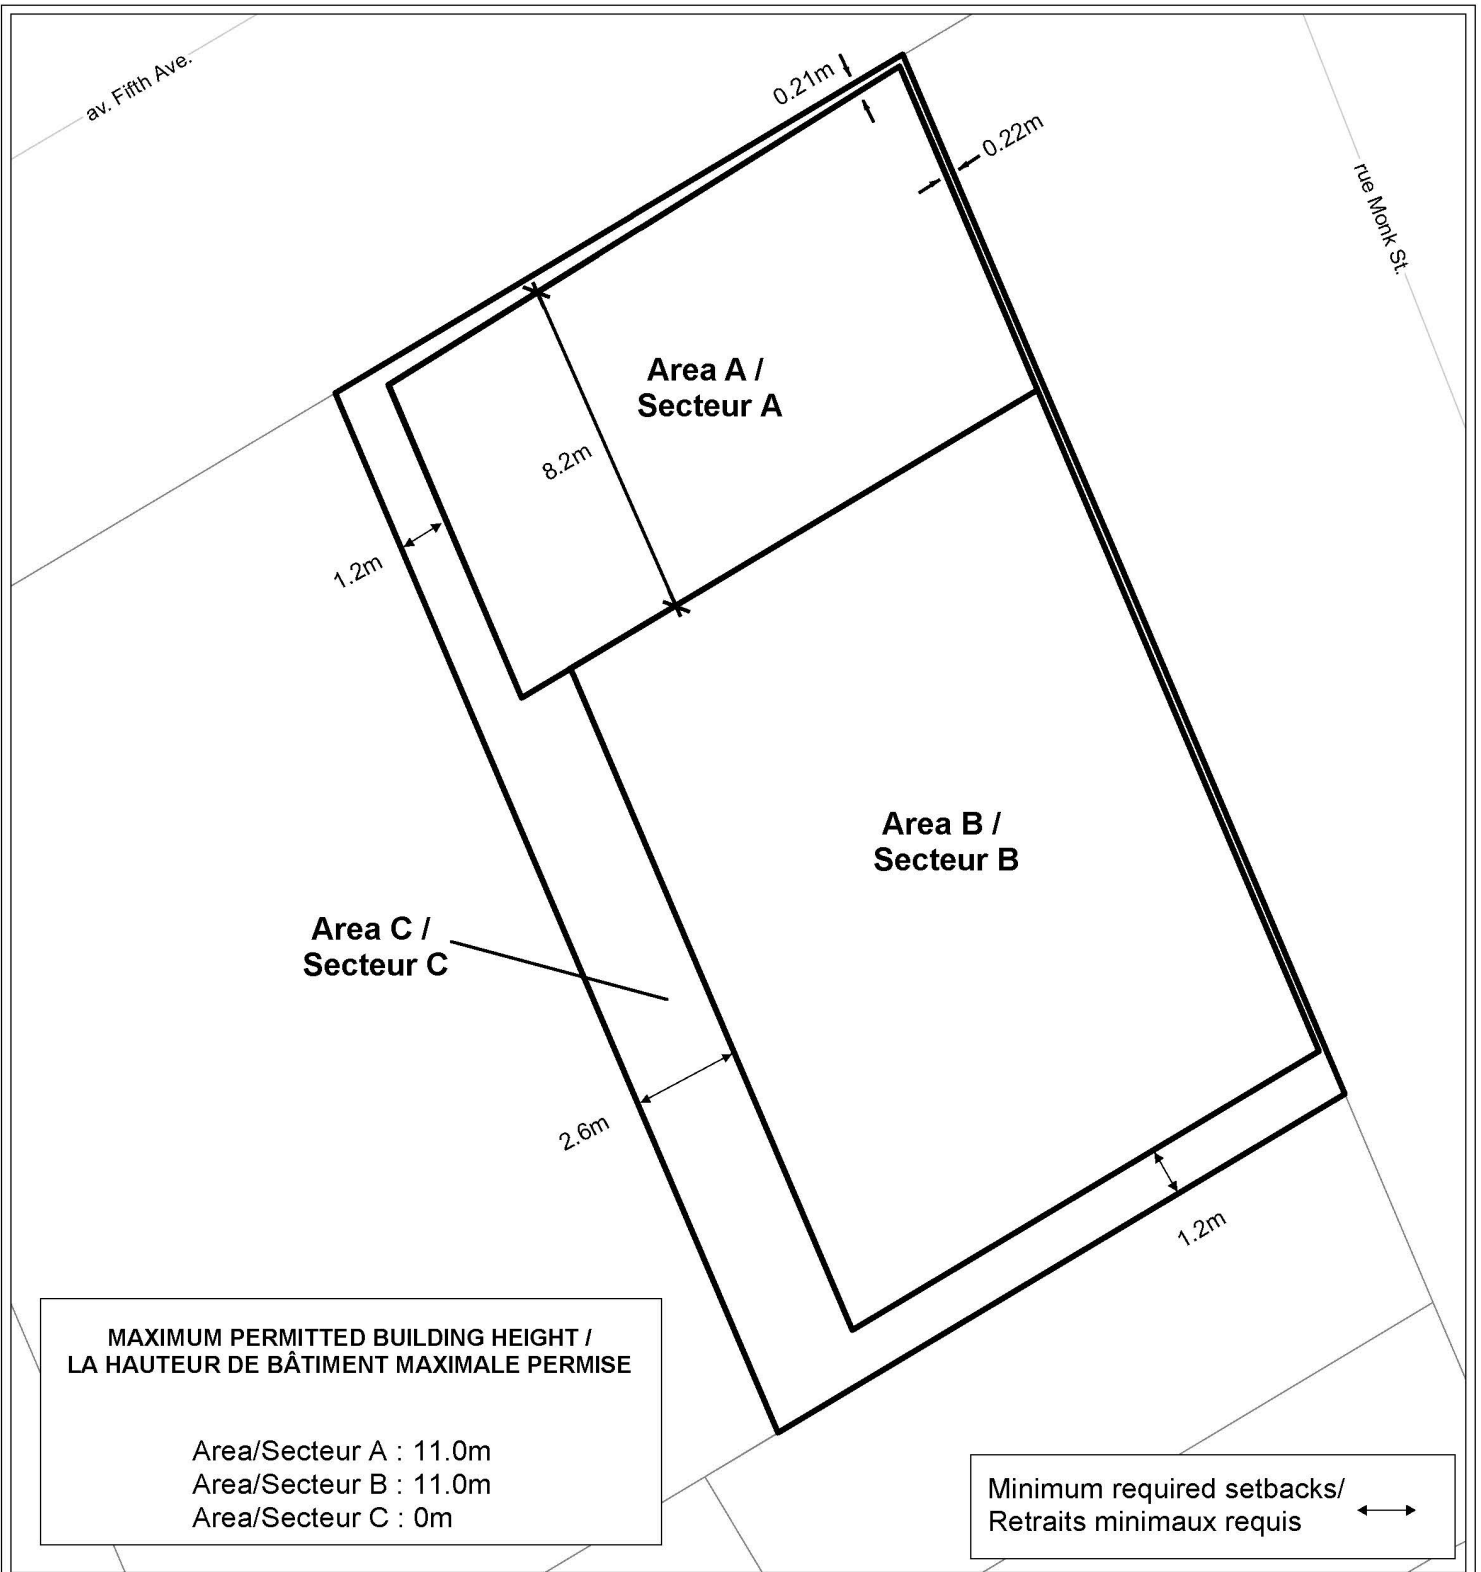 av. Fifth Ave.
0.21m
0.22m
rue Monk St.
Area A /
Secteur A
8.2m
1.2m
Area B /
Secteur B
Area C /
Secteur C
2.6m
1.2m
MAXIMUM PERMITTED BUILDING HEIGHT /
LA HAUTEUR DE BÂTIMENT MAXIMALE PERMISE
Area/Secteur A : 11.0m
Area/Secteur B : 11.0m
Area/Secteur C : 0m
Minimum required setbacks/
Retraits minimaux requis